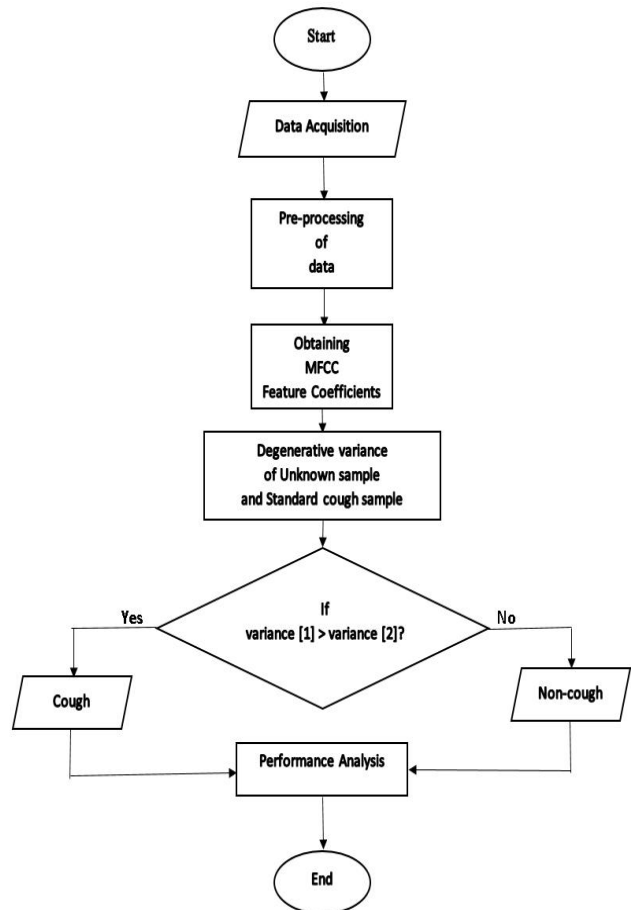 Start
Data Acquisition
Pre-processing
of
data
Obtaining
MFCC
Feature Coefficients
Degenerative variance
of Unknown sample
and Standard cough sample
If
variance [1] > variance [2]?
Yes
No
Cough
Non-cough
Performance Analysis
End